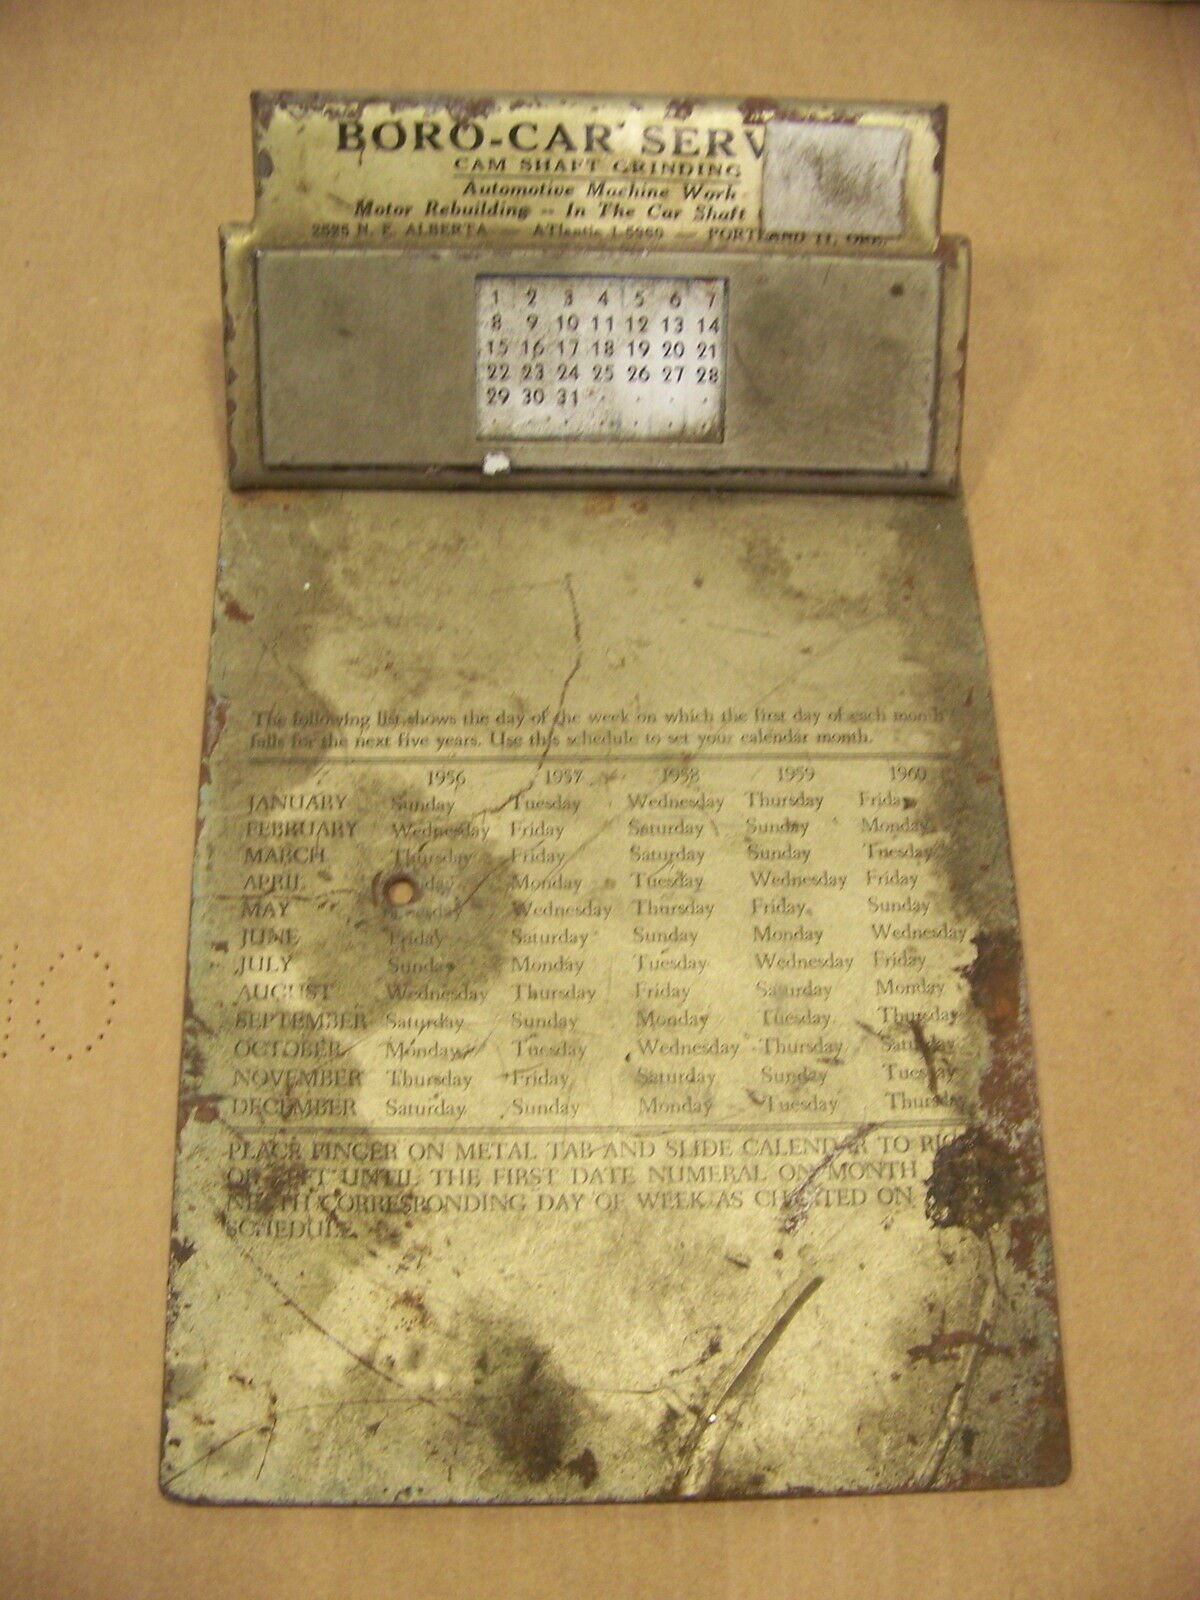 BORO-CAR SERV
CAM SHAFT GRINDING
Automotive Machine Work
Motor Rebuilding -- In The Car Shaft
2525 N. E. ALBERTA — ATlantic 1-5969 — PORTLAND 11, ORE.
1 2 3 4 5 6 7
8 9 10 11 12 13 14
15 16 17 18 19 20 21
22 23 24 25 26 27 28
29 30 31
The following list shows the day of the week on which the first day of each month
falls for the next five years. Use this schedule to set your calendar month.
1956 1957 1958 1959 1960
JANUARY Sunday Tuesday Wednesday Thursday Friday
FEBRUARY Wednesday Friday Saturday Sunday Monday
MARCH Thursday Friday Saturday Sunday Tuesday
APRIL Monday Tuesday Wednesday Friday
MAY Tuesday Wednesday Thursday Friday Sunday
JUNE Friday Saturday Sunday Monday Wednesday
JULY Sunday Monday Tuesday Wednesday Friday
AUGUST Wednesday Thursday Friday Saturday Monday
SEPTEMBER Saturday Sunday Monday Tuesday Thursday
OCTOBER Monday Tuesday Wednesday Thursday Saturday
NOVEMBER Thursday Friday Saturday Sunday Tuesday
DECEMBER Saturday Sunday Monday Tuesday Thursday
PLACE FINGER ON METAL TAB AND SLIDE CALENDAR TO
OR LEFT UNTIL THE FIRST DATE NUMERAL ON MONTH
NEATH CORRESPONDING DAY OF WEEK AS CHARTED ON
SCHEDULE.